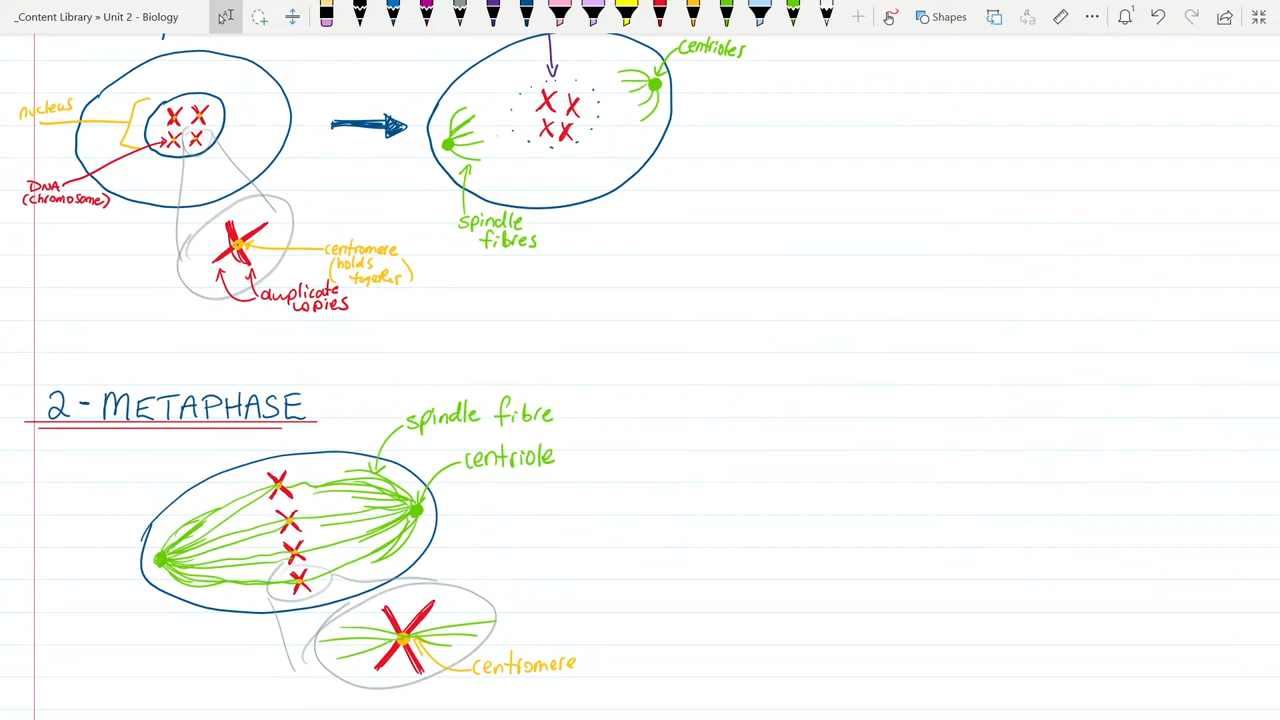 _Content Library » Unit 2 - Biology
Shapes
centrioles
nucleus
DNA
(chromosome)
spindle
fibres
centromere
(holds
together)
duplicate
copies
2 - METAPHASE
spindle fibre
centriole
centromere